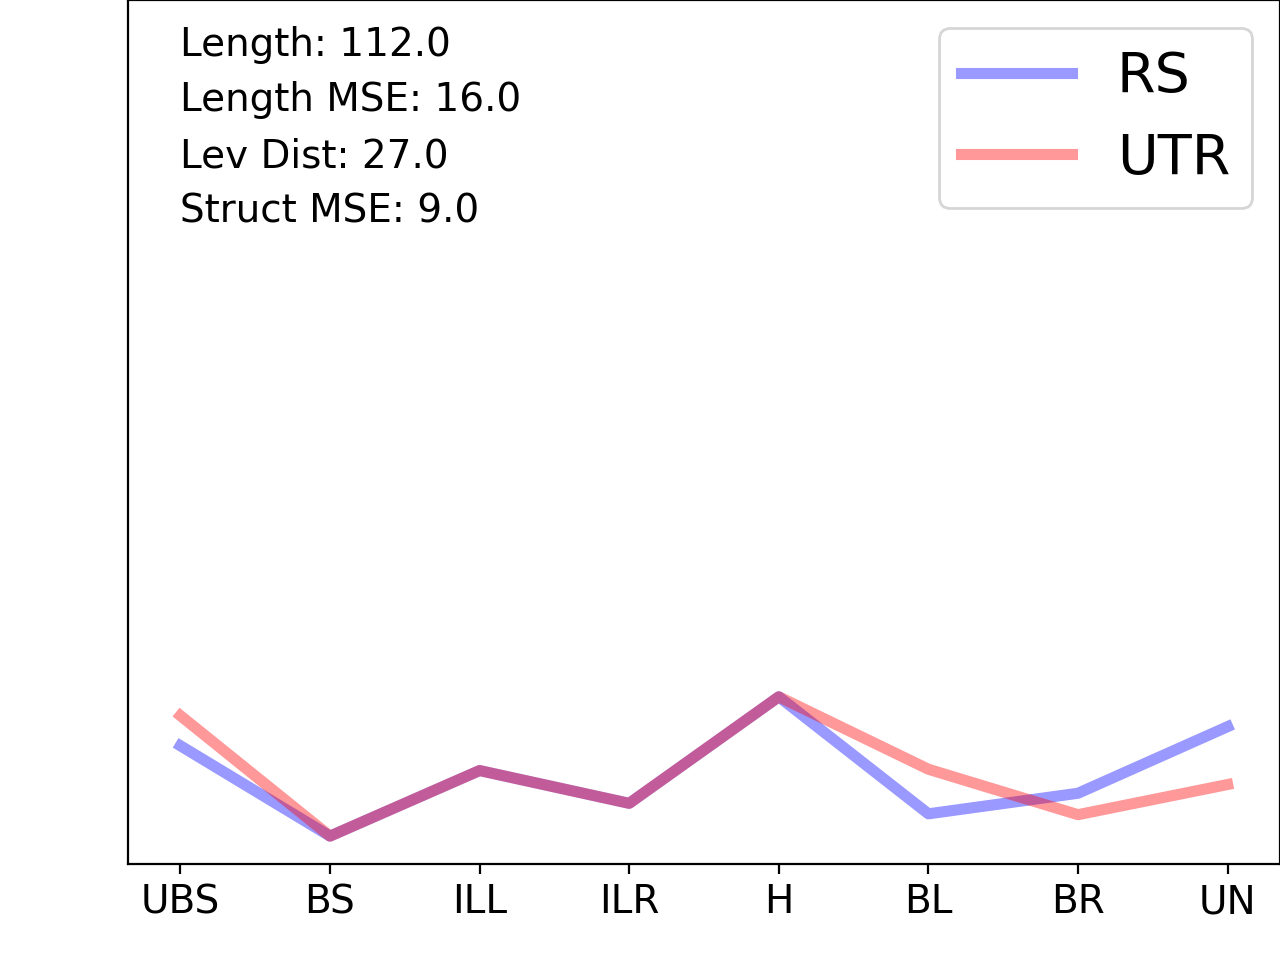 Length: 112.0
Length MSE: 16.0
Lev Dist: 27.0
Struct MSE: 9.0
RS
UTR
UBS BS ILL ILR H BL BR UN